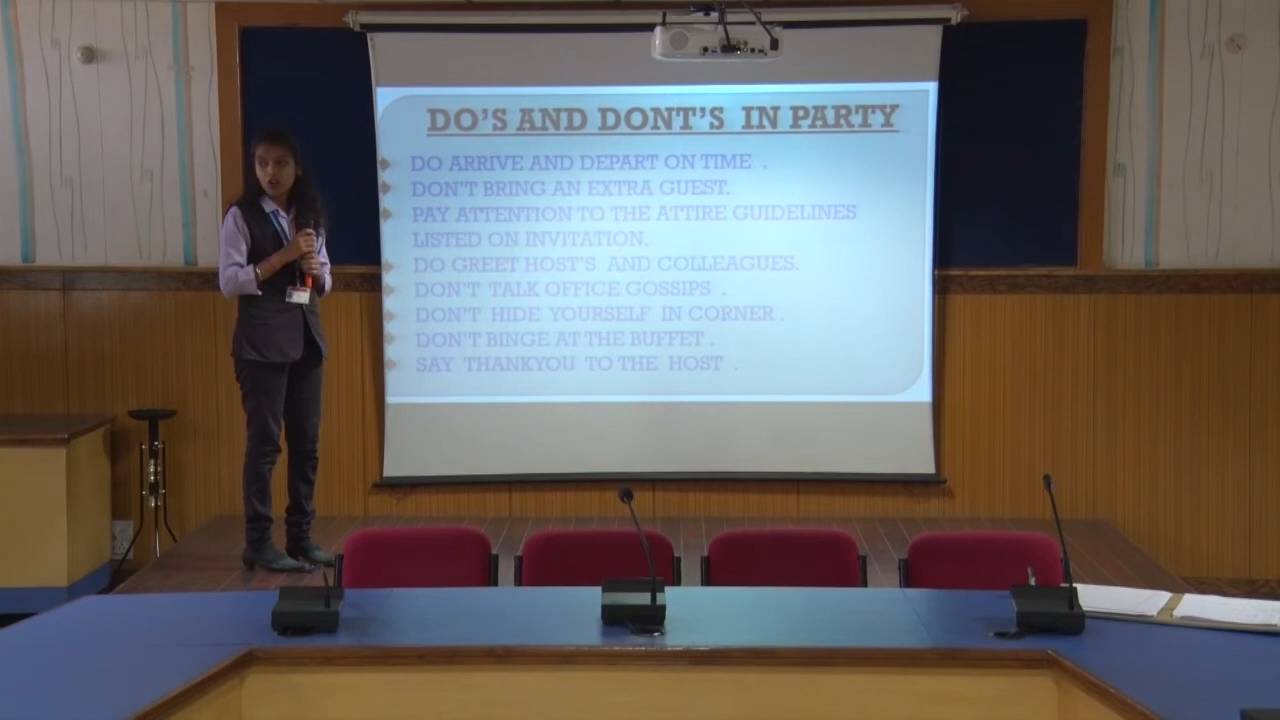 DO'S AND DONT'S IN PARTY
DO ARRIVE AND DEPART ON TIME .
DON'T BRING AN EXTRA GUEST.
PAY ATTENTION TO THE ATTIRE GUIDELINES
LISTED ON INVITATION.
DO GREET HOST'S AND COLLEAGUES.
DON'T TALK OFFICE GOSSIPS .
DON'T HIDE YOURSELF IN CORNER .
DON'T BINGE AT THE BUFFET .
SAY THANKYOU TO THE HOST .